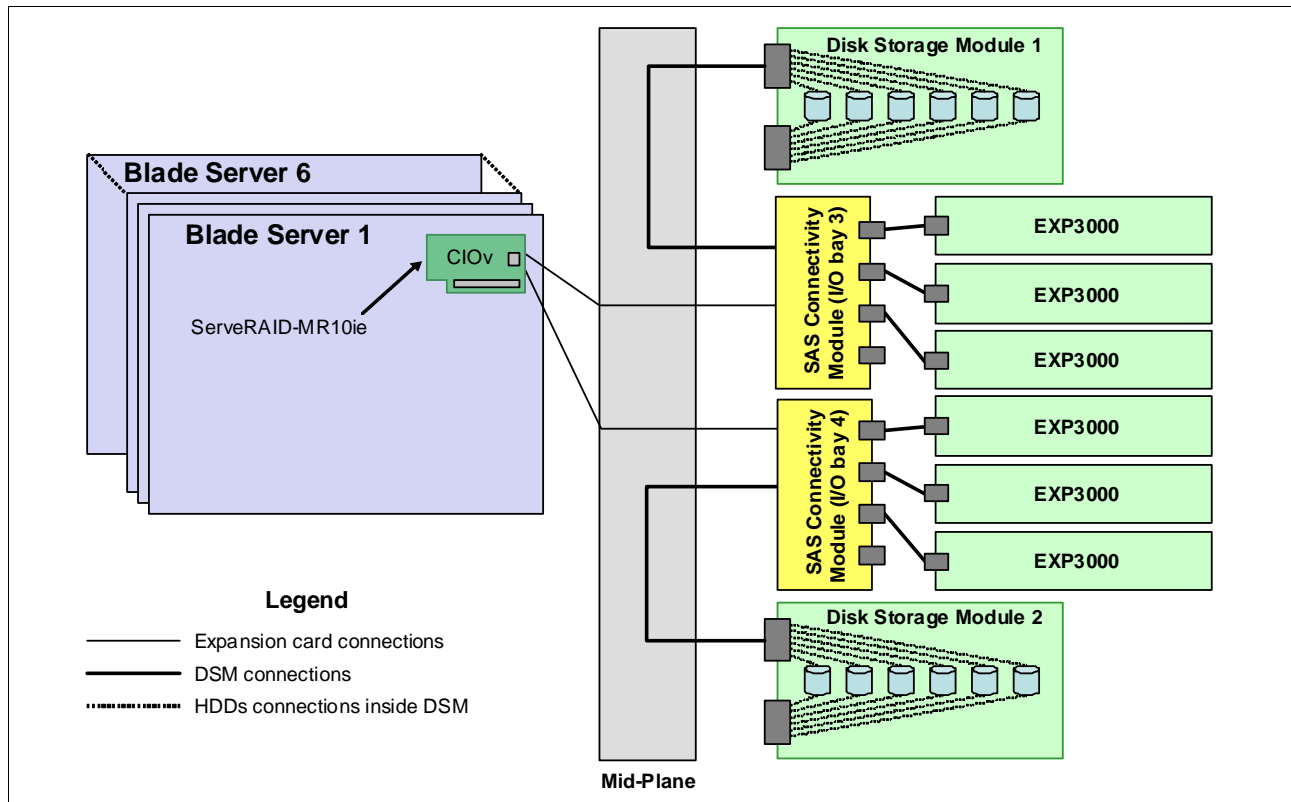 Disk Storage Module 1
Blade Server 6
Blade Server 1
CIOv
ServeRAID-MR10ie
SAS Connectivity
Module (I/O bay 3)
EXP3000
EXP3000
EXP3000
SAS Connectivity
Module (I/O bay 4)
EXP3000
EXP3000
EXP3000
Disk Storage Module 2
Legend
Expansion card connections
DSM connections
HDDs connections inside DSM
Mid-Plane